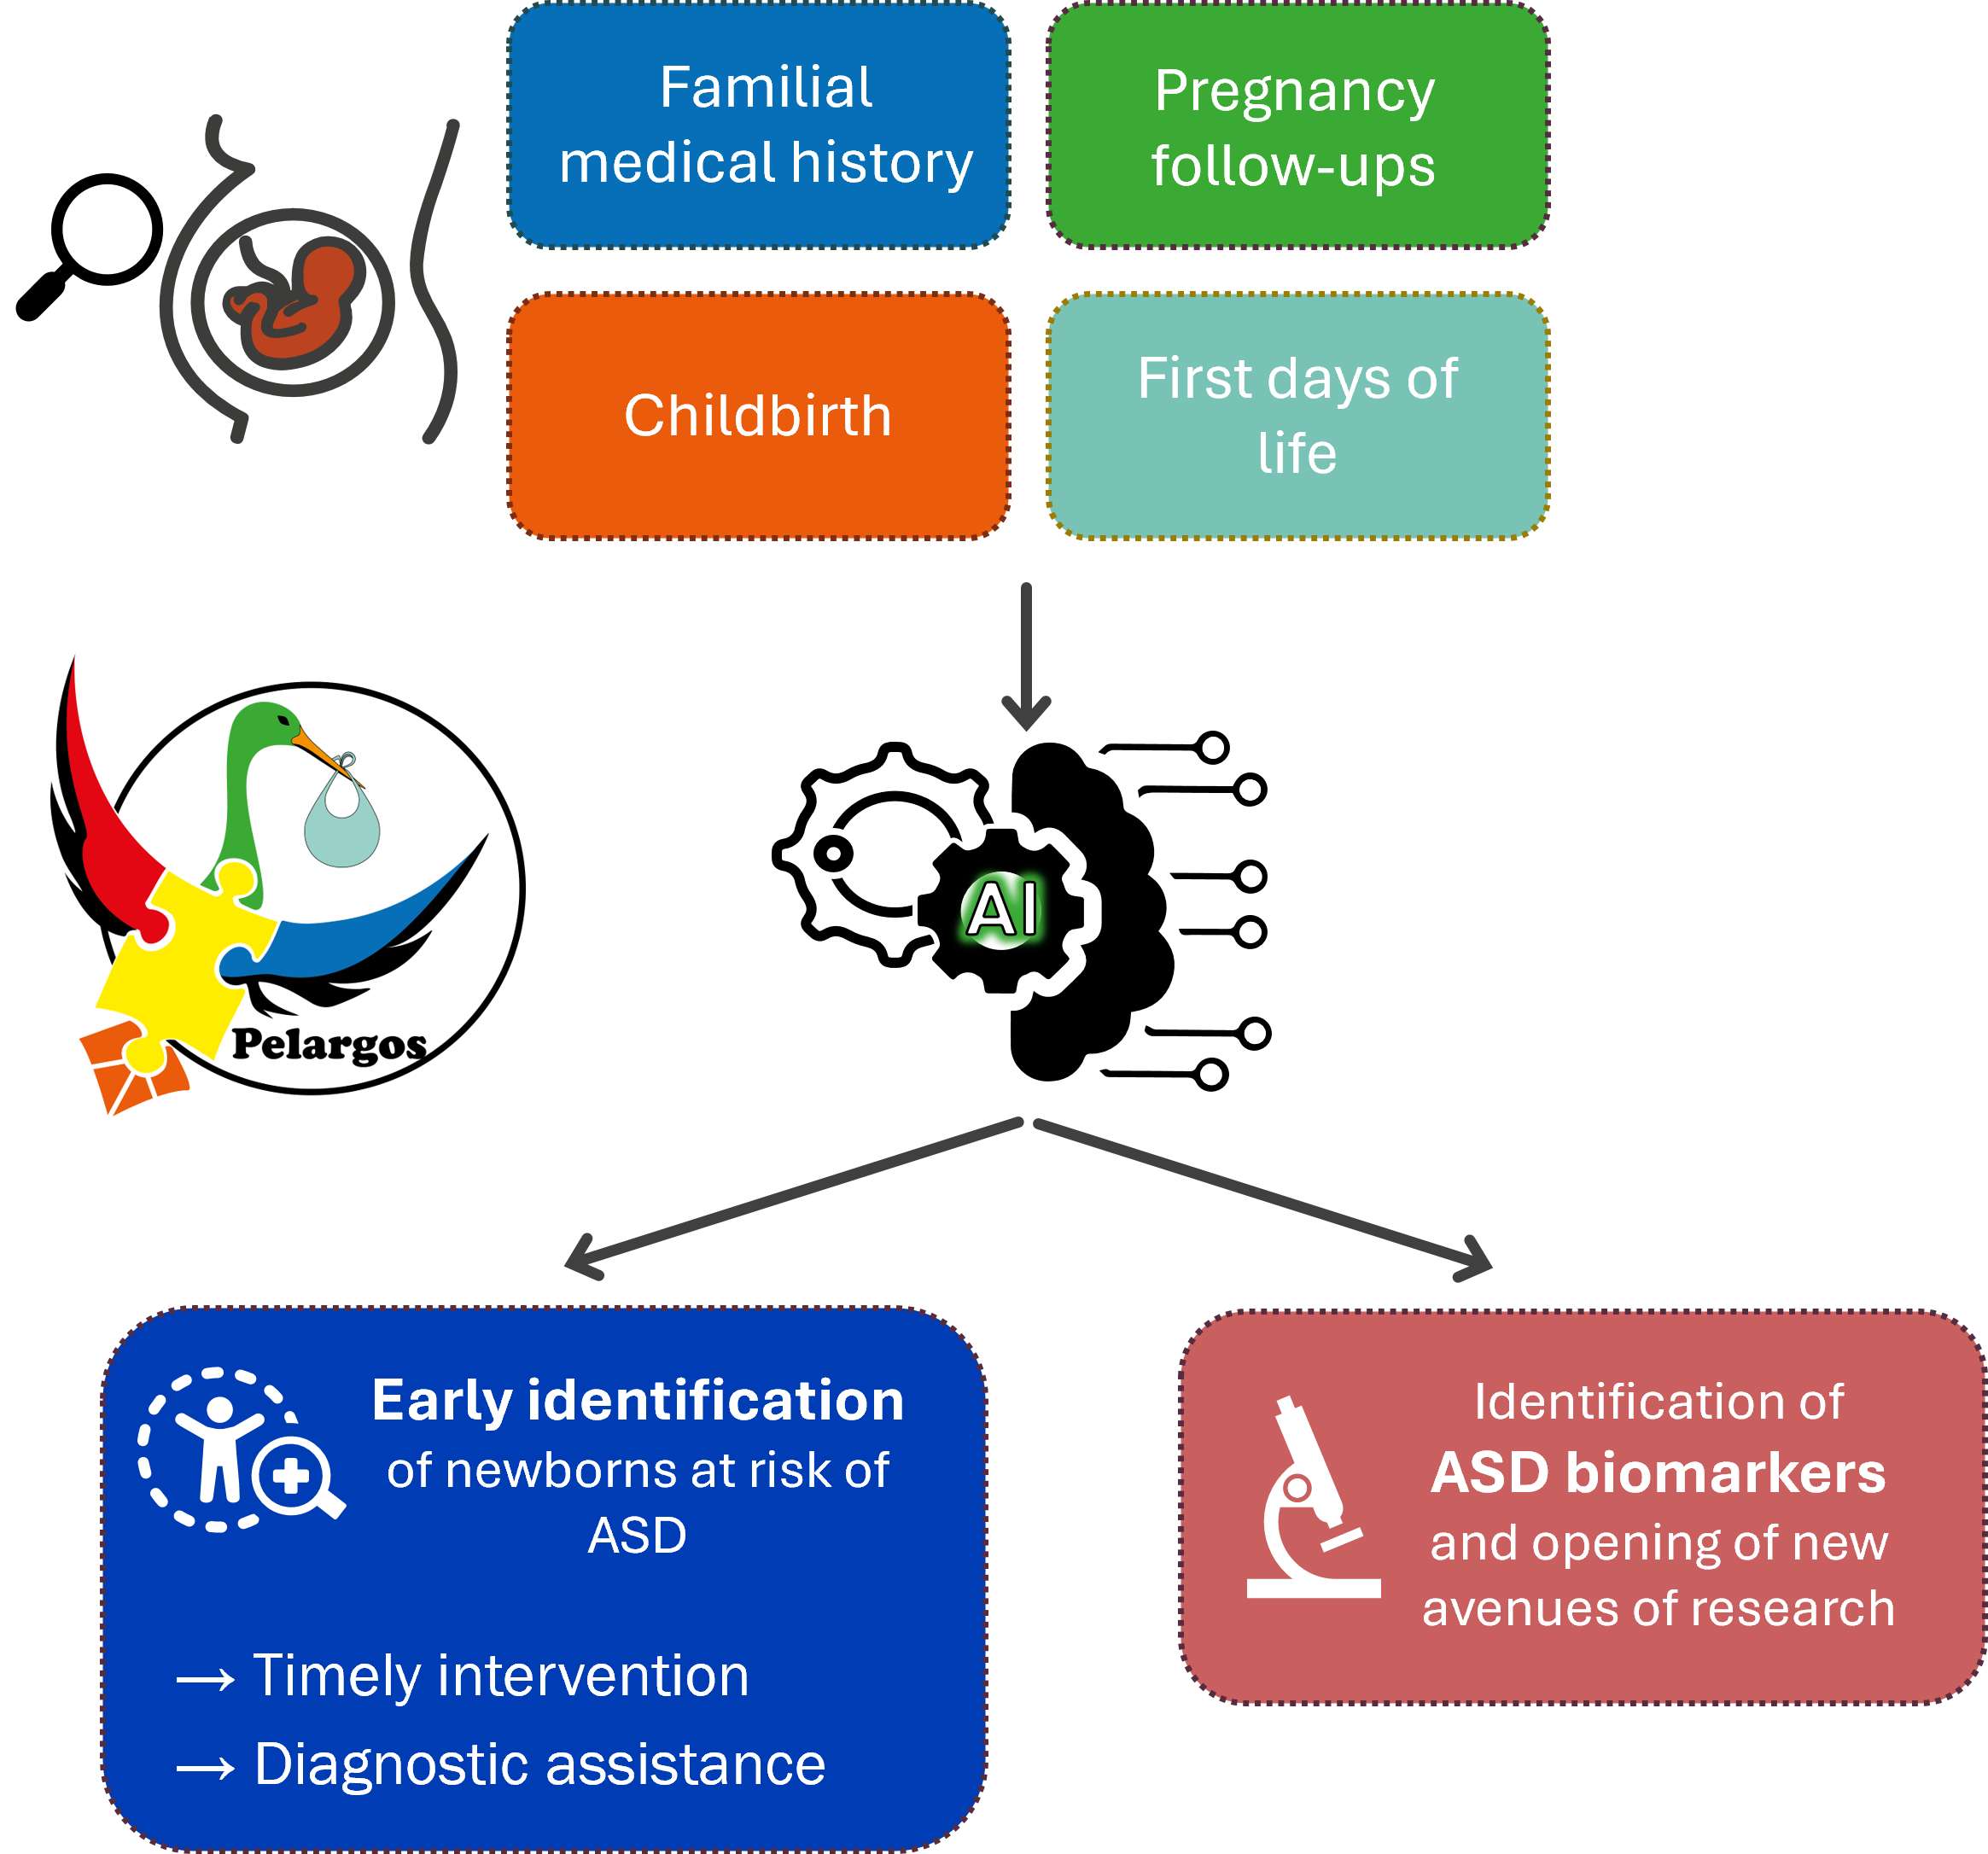 Familial
medical history
Pregnancy
follow-ups
Childbirth
First days of
life
Pelargos
AI
Early identification
of newborns at risk of
ASD
→ Timely intervention
→ Diagnostic assistance
Identification of
ASD biomarkers
and opening of new
avenues of research